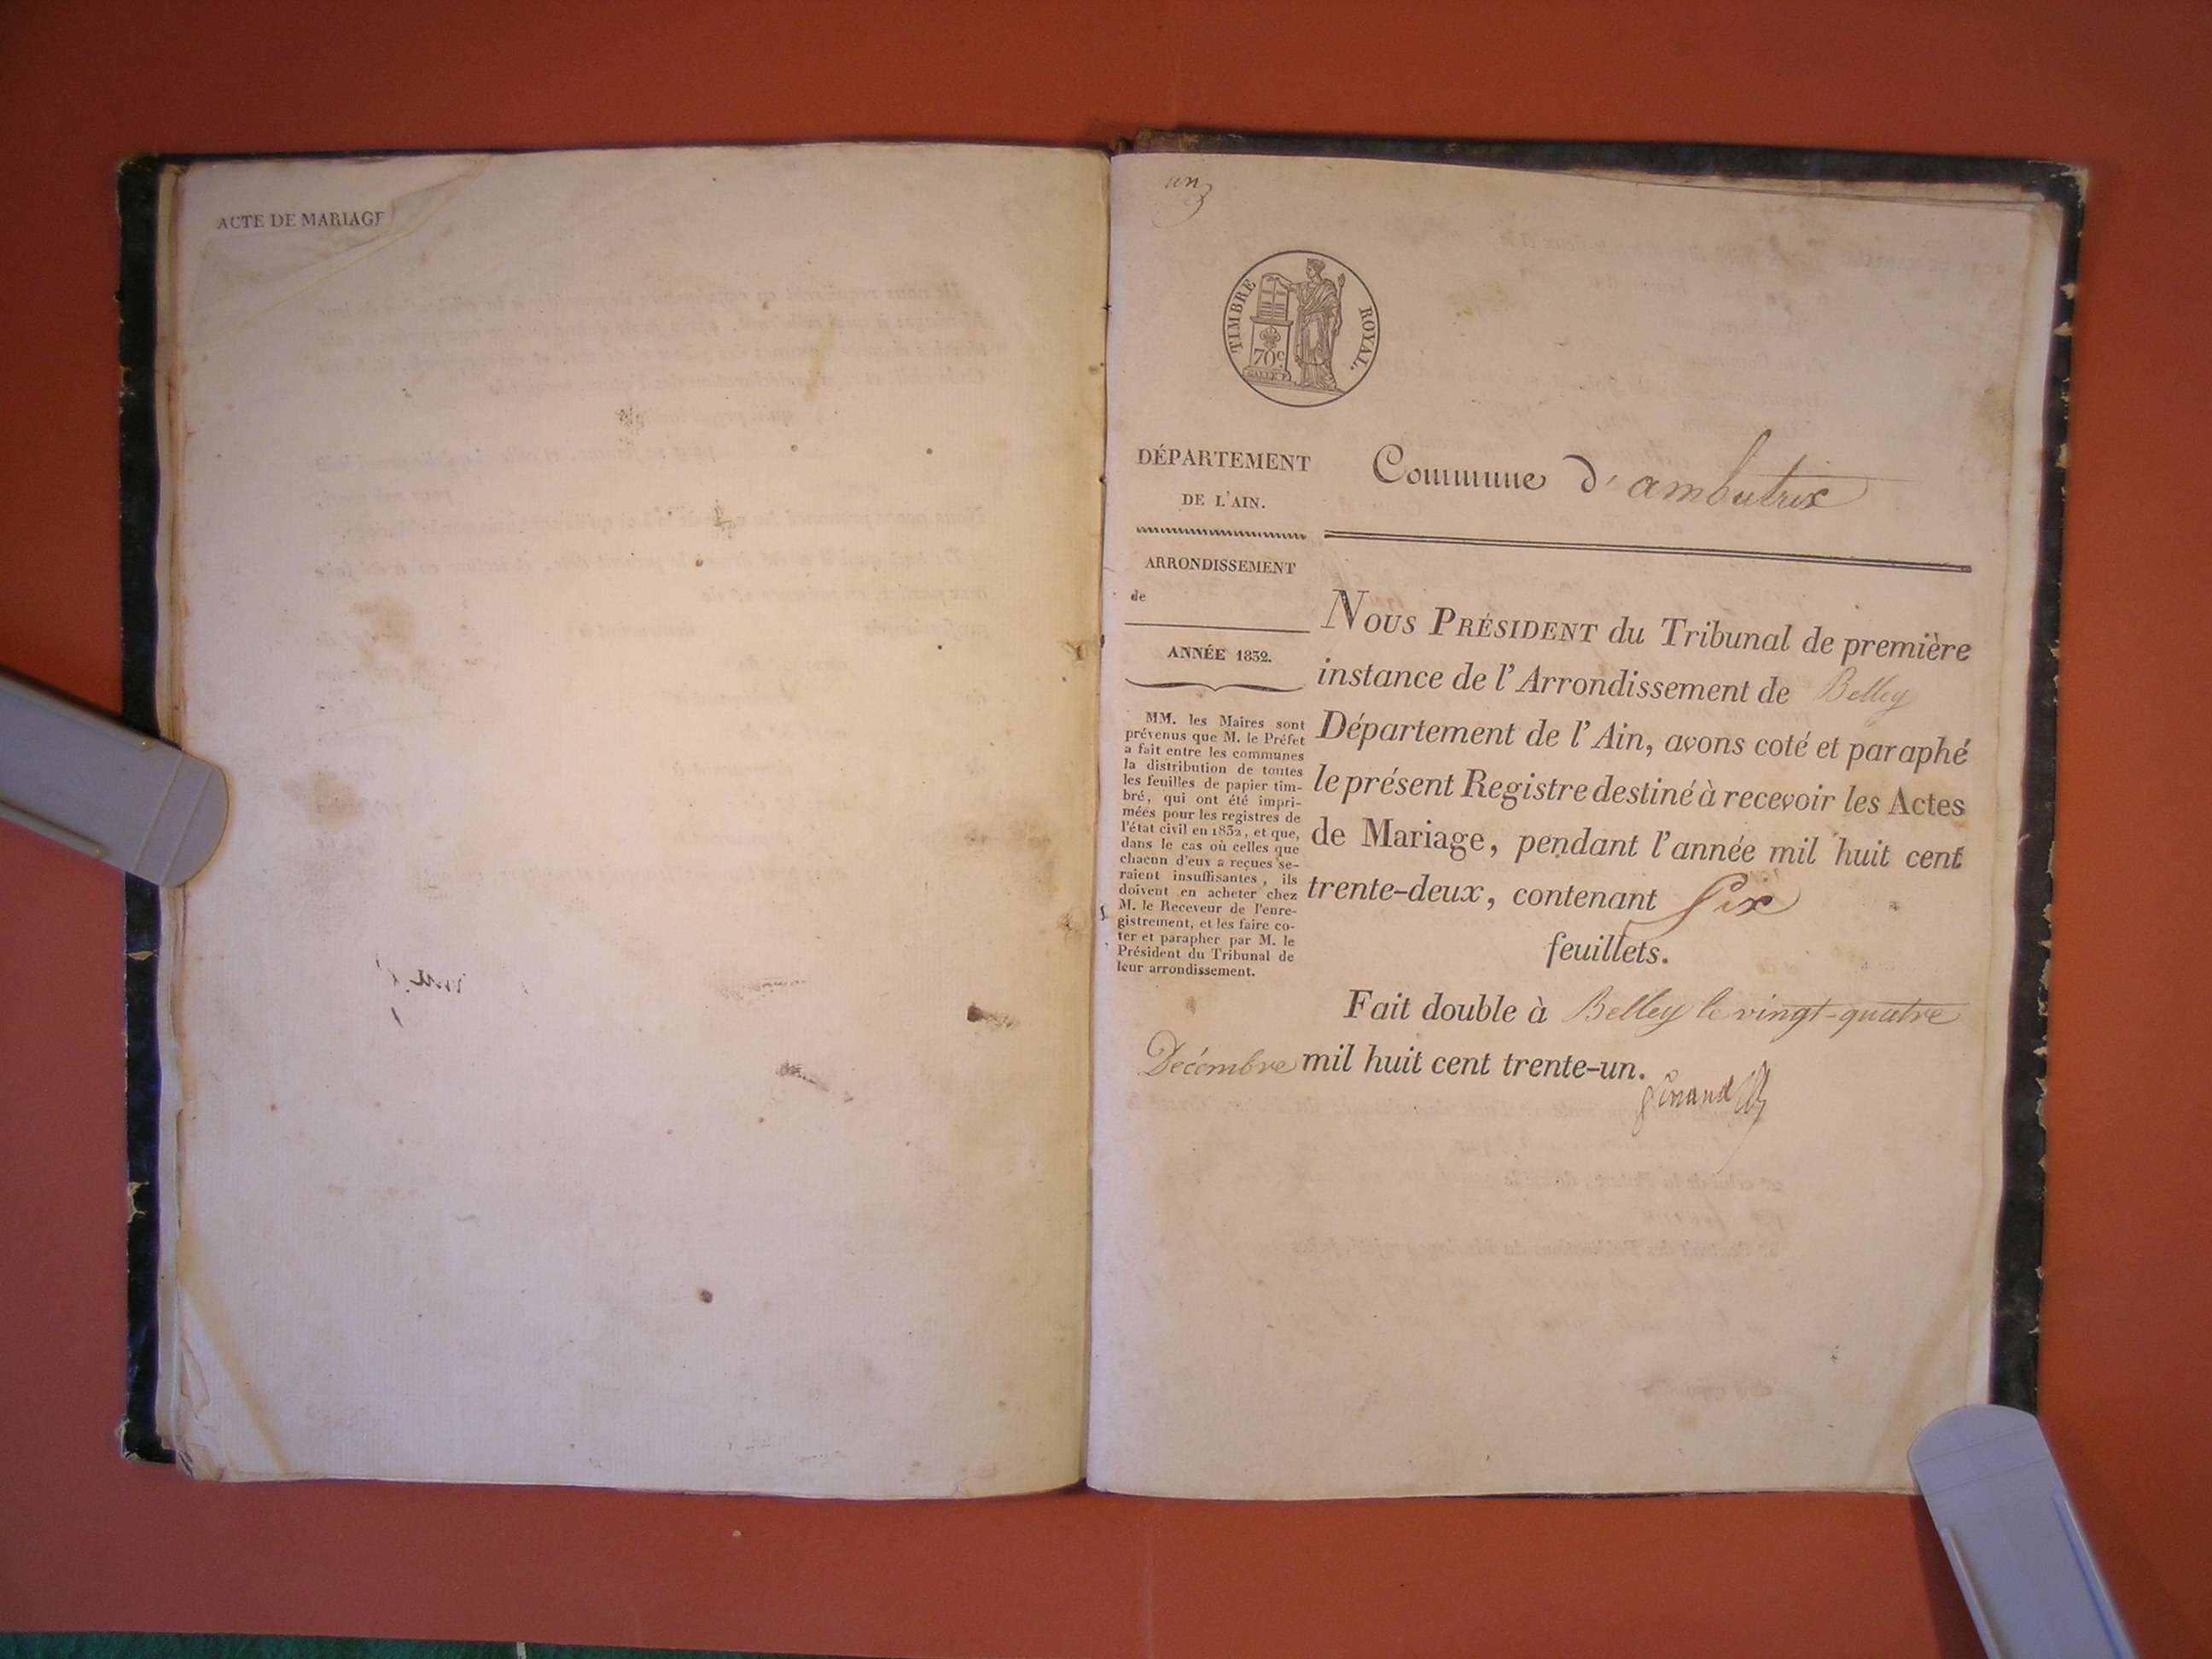 ACTE DE MARIAGE
un
TIMBRE ROYAL.
70c
DÉPARTEMENT
DE L'AIN.
Commune d'ambutrix
ARRONDISSEMENT
de
ANNÉE 1832.
MM. les Maires sont
prévenus que M. le Préfet
a fait entre les communes
la distribution de toutes
les feuilles de papier tim-
bré, qui ont été impri-
mées pour les registres de
l'état civil en 1832, et que,
dans le cas où celles que
chacun d'eux a reçues se-
raient insuffisantes, ils
doivent en acheter chez
M. le Receveur de l'enre-
gistrement, et les faire co-
ter et parapher par M. le
Président du Tribunal de
leur arrondissement.
NOUS PRÉSIDENT du Tribunal de première
instance de l'Arrondissement de Belley
Département de l'Ain, avons coté et paraphé
le présent Registre destiné à recevoir les Actes
de Mariage, pendant l'année mil huit cent
trente-deux, contenant Six
feuillets.
Fait double à Belley le vingt-quatre
Décembre mil huit cent trente-un.